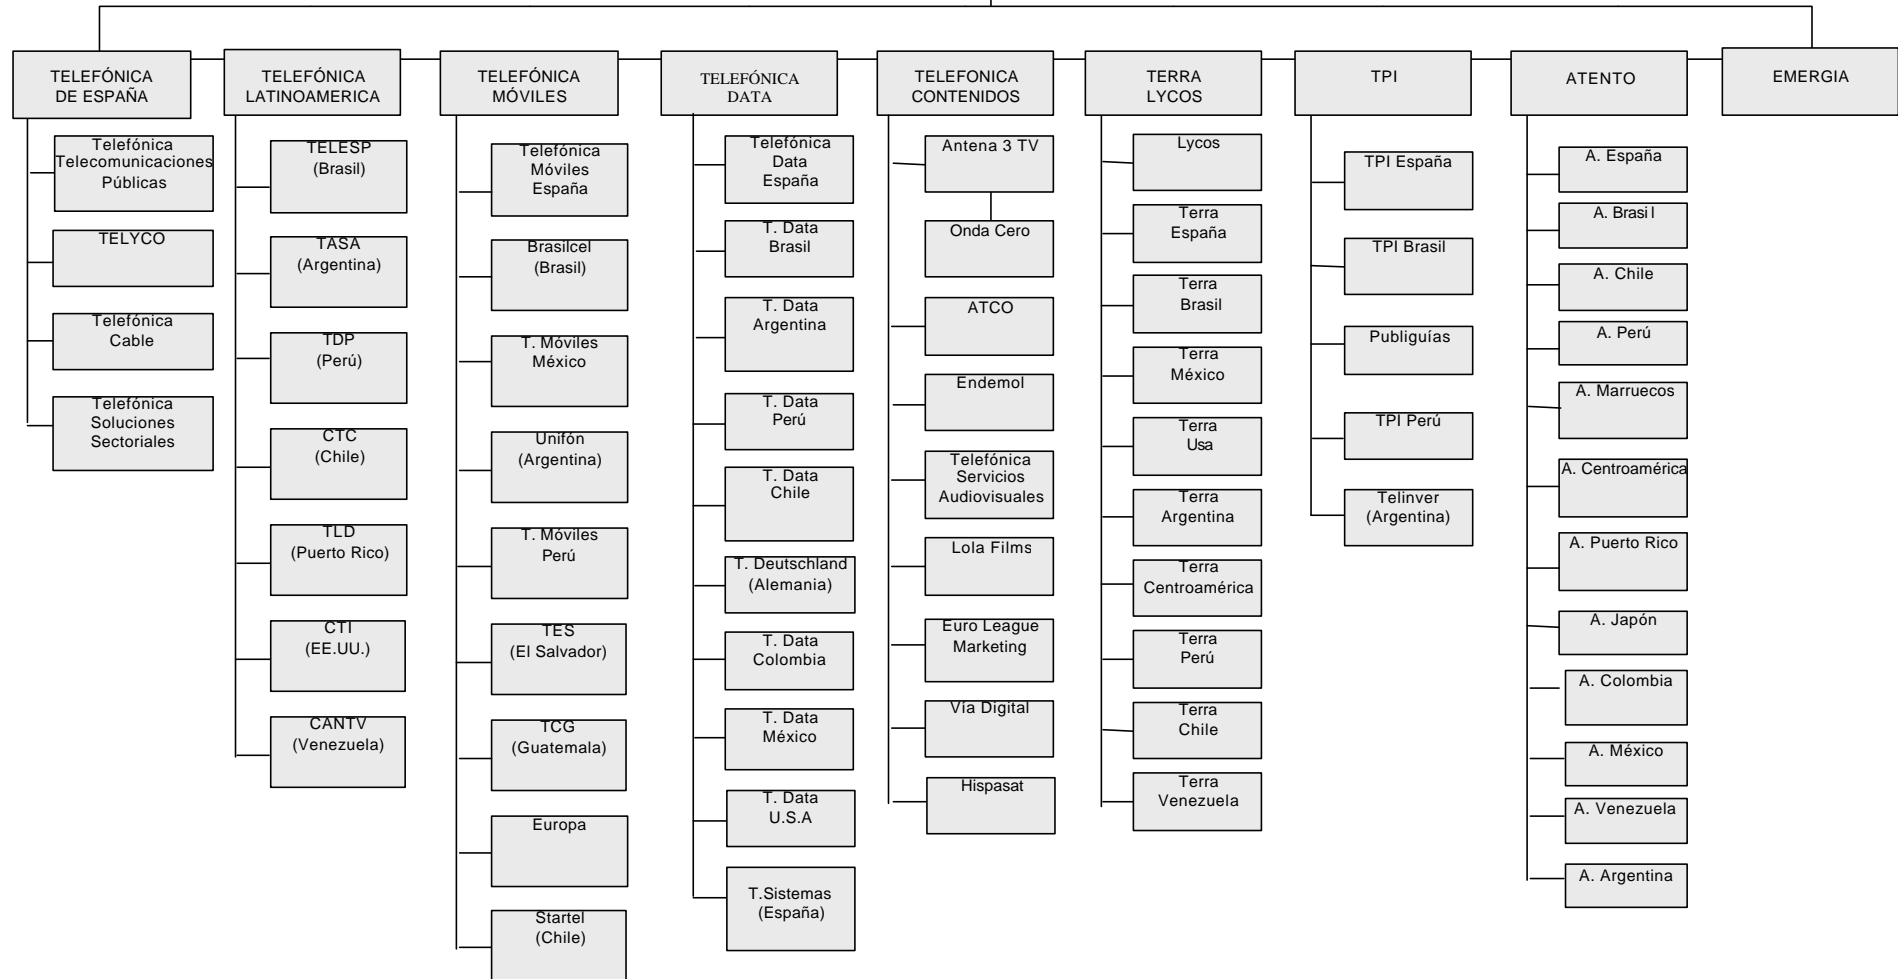 TELEFÓNICA
DE ESPAÑA
TELEFÓNICA
LATINOAMERICA
TELEFÓNICA
MÓVILES
TELEFÓNICA
DATA
TELEFONICA
CONTENIDOS
TERRA
LYCOS
TPI
ATENTO
EMERGIA
Telefónica
Telecomunicaciones
Públicas
TELYCO
Telefónica
Cable
Telefónica
Soluciones
Sectoriales
TELESP
(Brasil)
TASA
(Argentina)
TDP
(Perú)
CTC
(Chile)
TLD
(Puerto Rico)
CTI
(EE.UU.)
CANTV
(Venezuela)
Telefónica
Móviles
España
Brasilcel
(Brasil)
T. Móviles
México
Unifón
(Argentina)
T. Móviles
Perú
TES
(El Salvador)
TCG
(Guatemala)
Europa
Startel
(Chile)
Telefónica
Data
España
T. Data
Brasil
T. Data
Argentina
T. Data
Perú
T. Data
Chile
T. Deutschland
(Alemania)
T. Data
Colombia
T. Data
México
T. Data
U.S.A
T.Sistemas
(España)
Antena 3 TV
Onda Cero
ATCO
Endemol
Telefónica
Servicios
Audiovisuales
Lola Films
Euro League
Marketing
Vía Digital
Hispasat
Lycos
Terra
España
Terra
Brasil
Terra
México
Terra
Usa
Terra
Argentina
Terra
Centroamérica
Terra
Perú
Terra
Chile
Terra
Venezuela
TPI España
TPI Brasil
Publiguías
TPI Perú
Telinver
(Argentina)
A. España
A. Brasil
A. Chile
A. Perú
A. Marruecos
A. Centroamérica
A. Puerto Rico
A. Japón
A. Colombia
A. México
A. Venezuela
A. Argentina